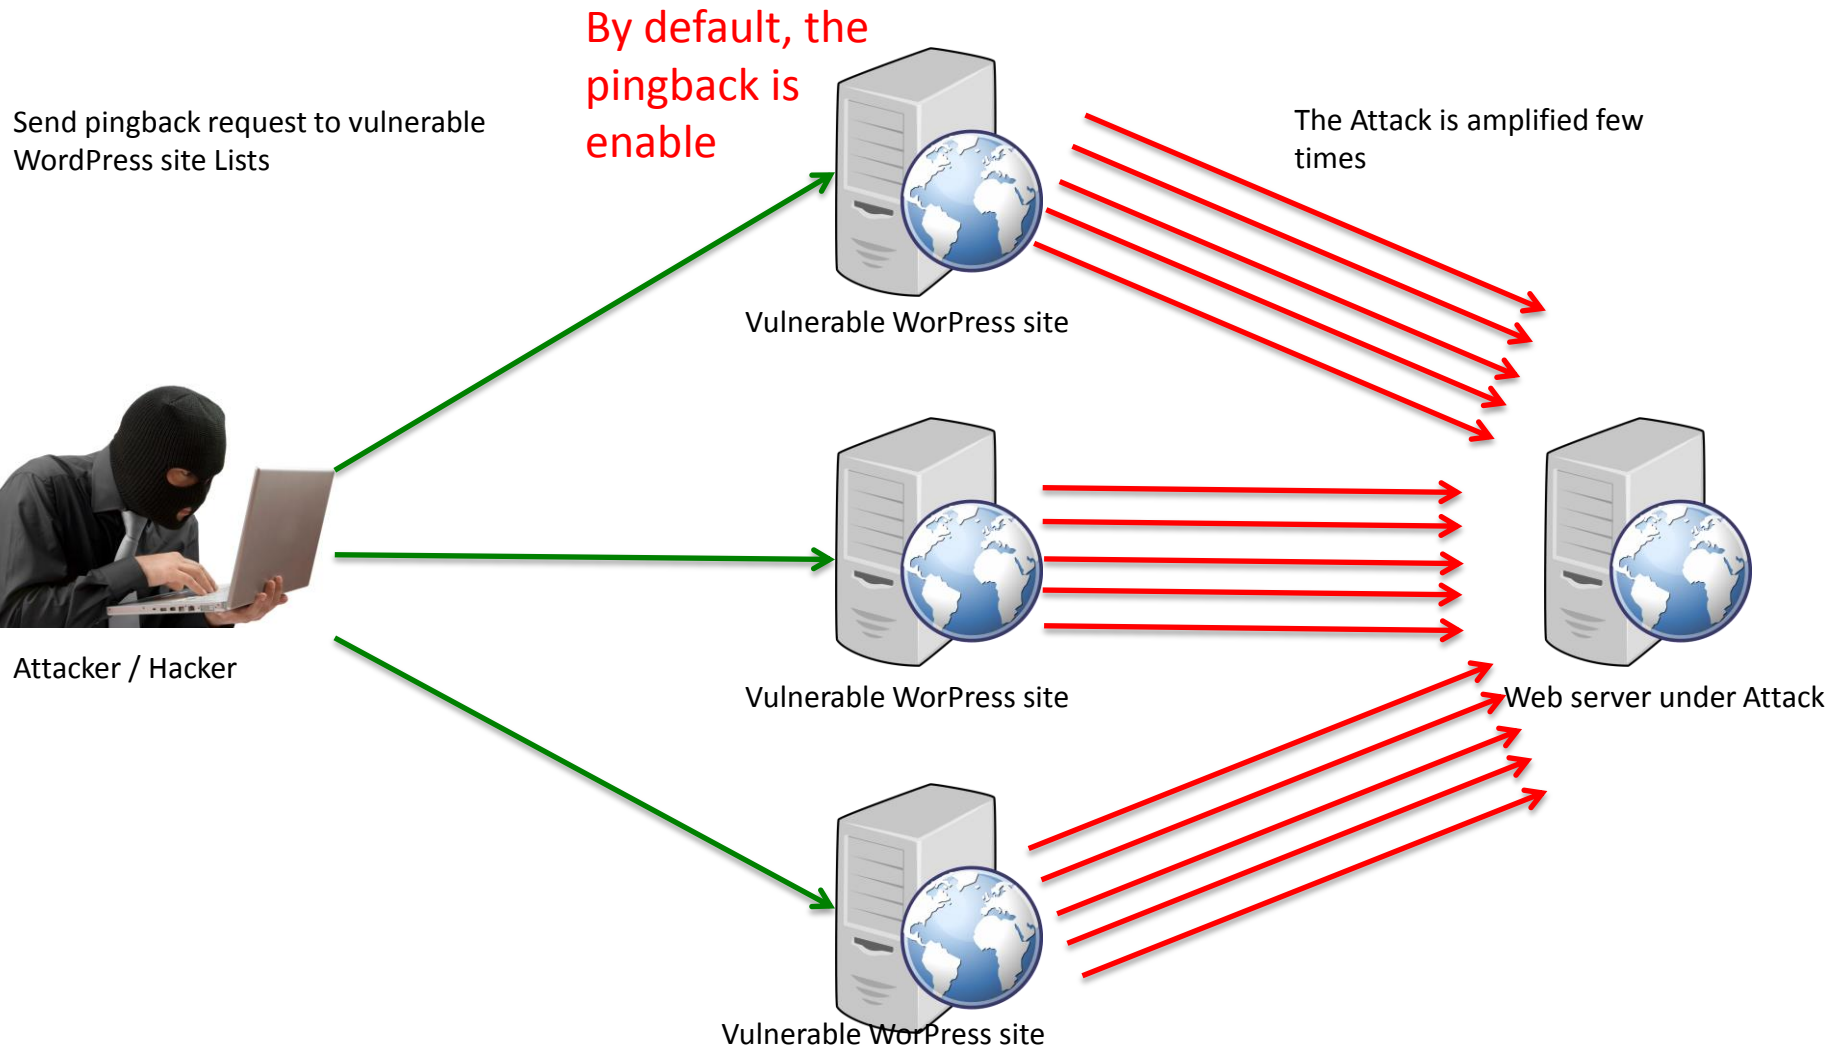 By default, the
pingback is
enable
Send pingback request to vulnerable
WordPress site Lists
The Attack is amplified few
times
Vulnerable WorPress site
Attacker / Hacker
Vulnerable WorPress site
Web server under Attack
Vulnerable WorPress site